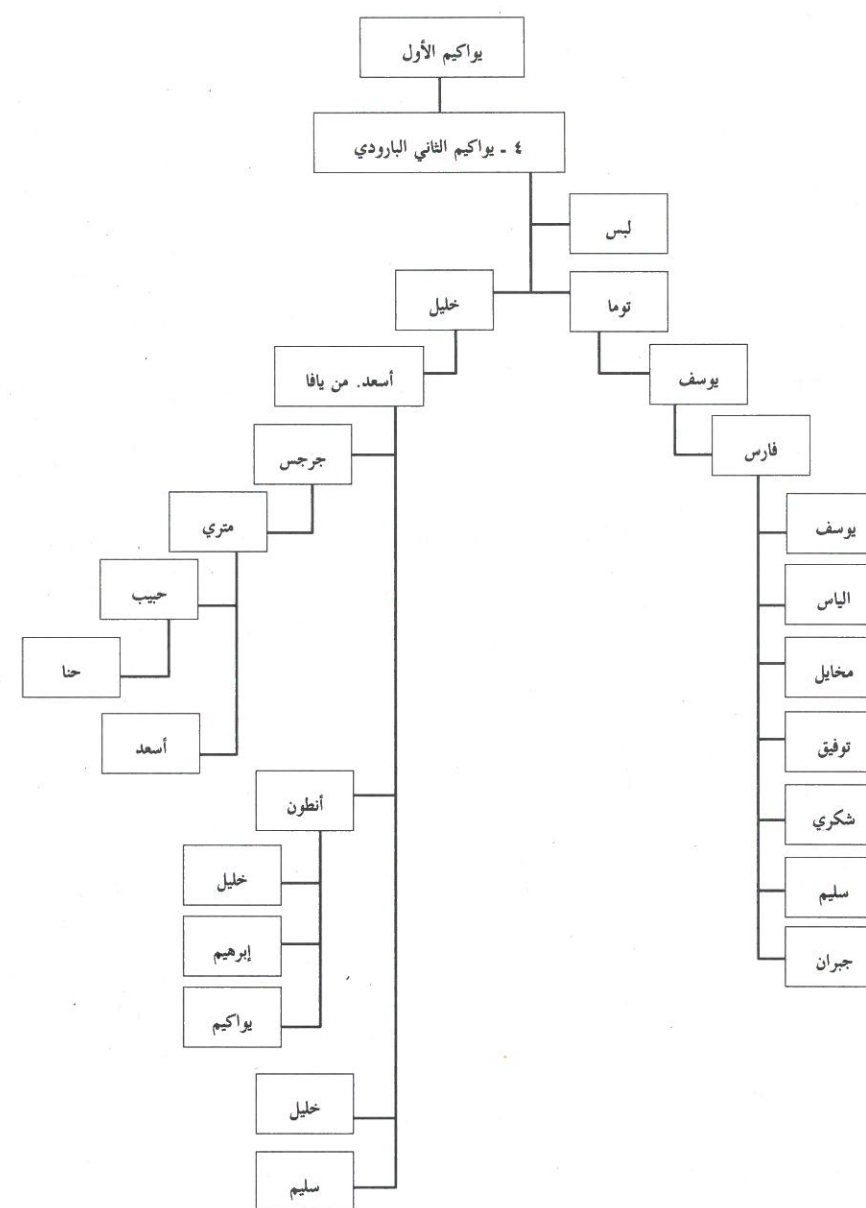 يواكيم الأول
٤ ـ يواكيم الثاني البارودي
لبس
توما
خليل
يوسف
أسعد. من يافا
فارس
جرجس
يوسف
متري
الياس
حبيب
مخايل
حنا
توفيق
أسعد
شكري
أنطون
سليم
خليل
جبران
إبرهيم
يواكيم
خليل
سليم